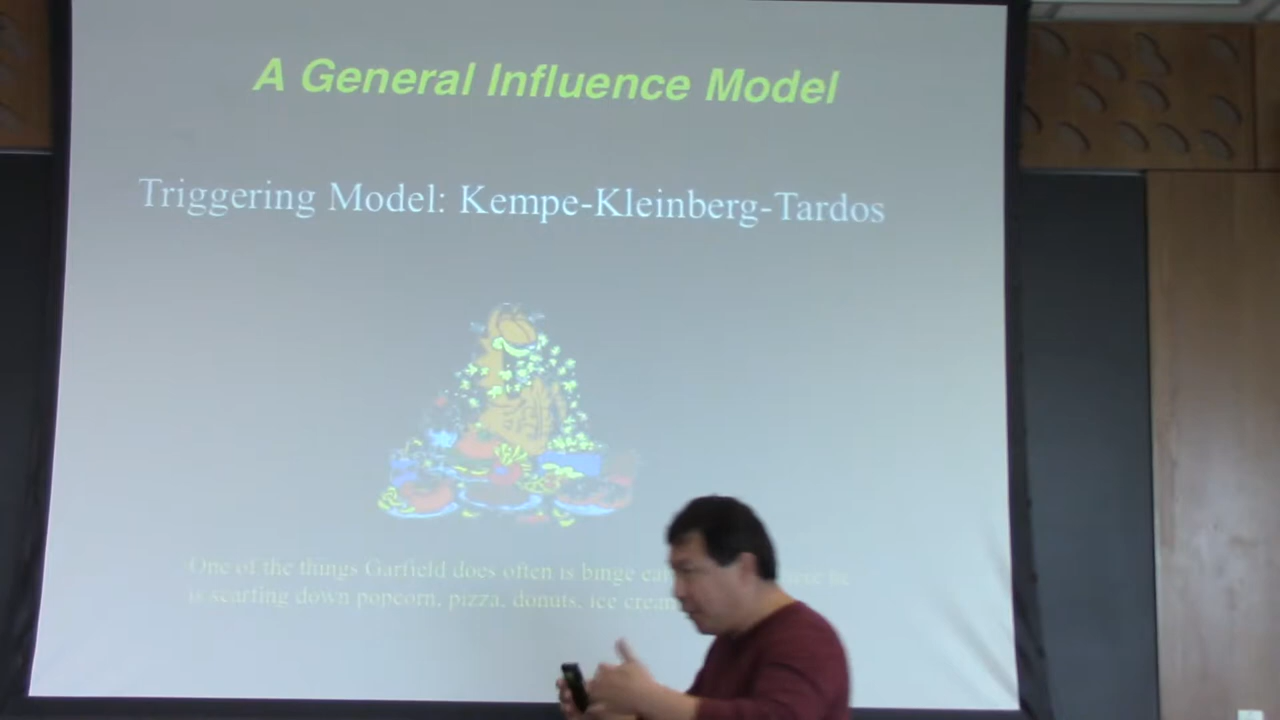 A General Influence Model
Triggering Model: Kempe-Kleinberg-Tardos
One of the things Garfield does often is binge
is scarfing down popcorn, pizza, donuts, ice cream